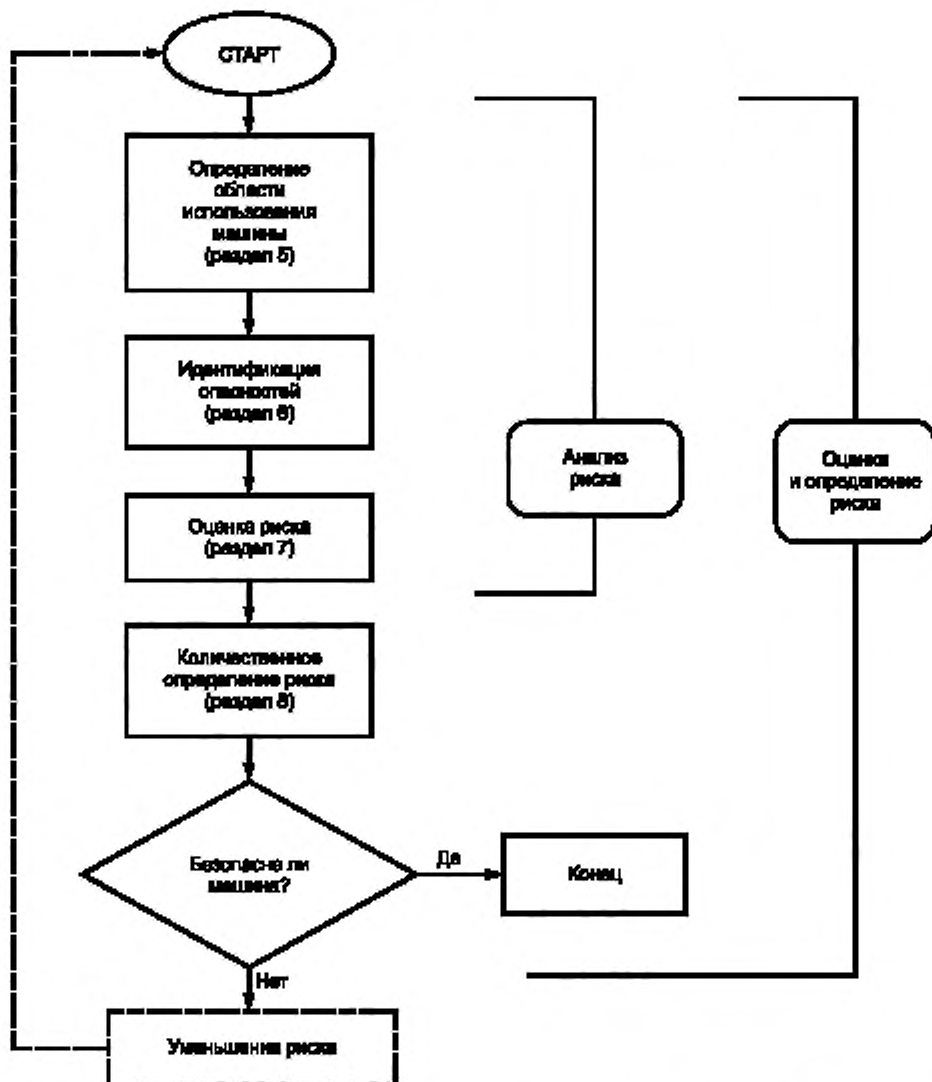 СТАРТ
Определение
области
использования
машины
(раздел 5)
Идентификация
опасностей
(раздел 6)
Анализ
риска
Оценка
и определение
риска
Оценка риска
(раздел 7)
Количественное
определение риска
(раздел 8)
Безопасна ли
машина?
Да
Конец
Нет
Уменьшение риска